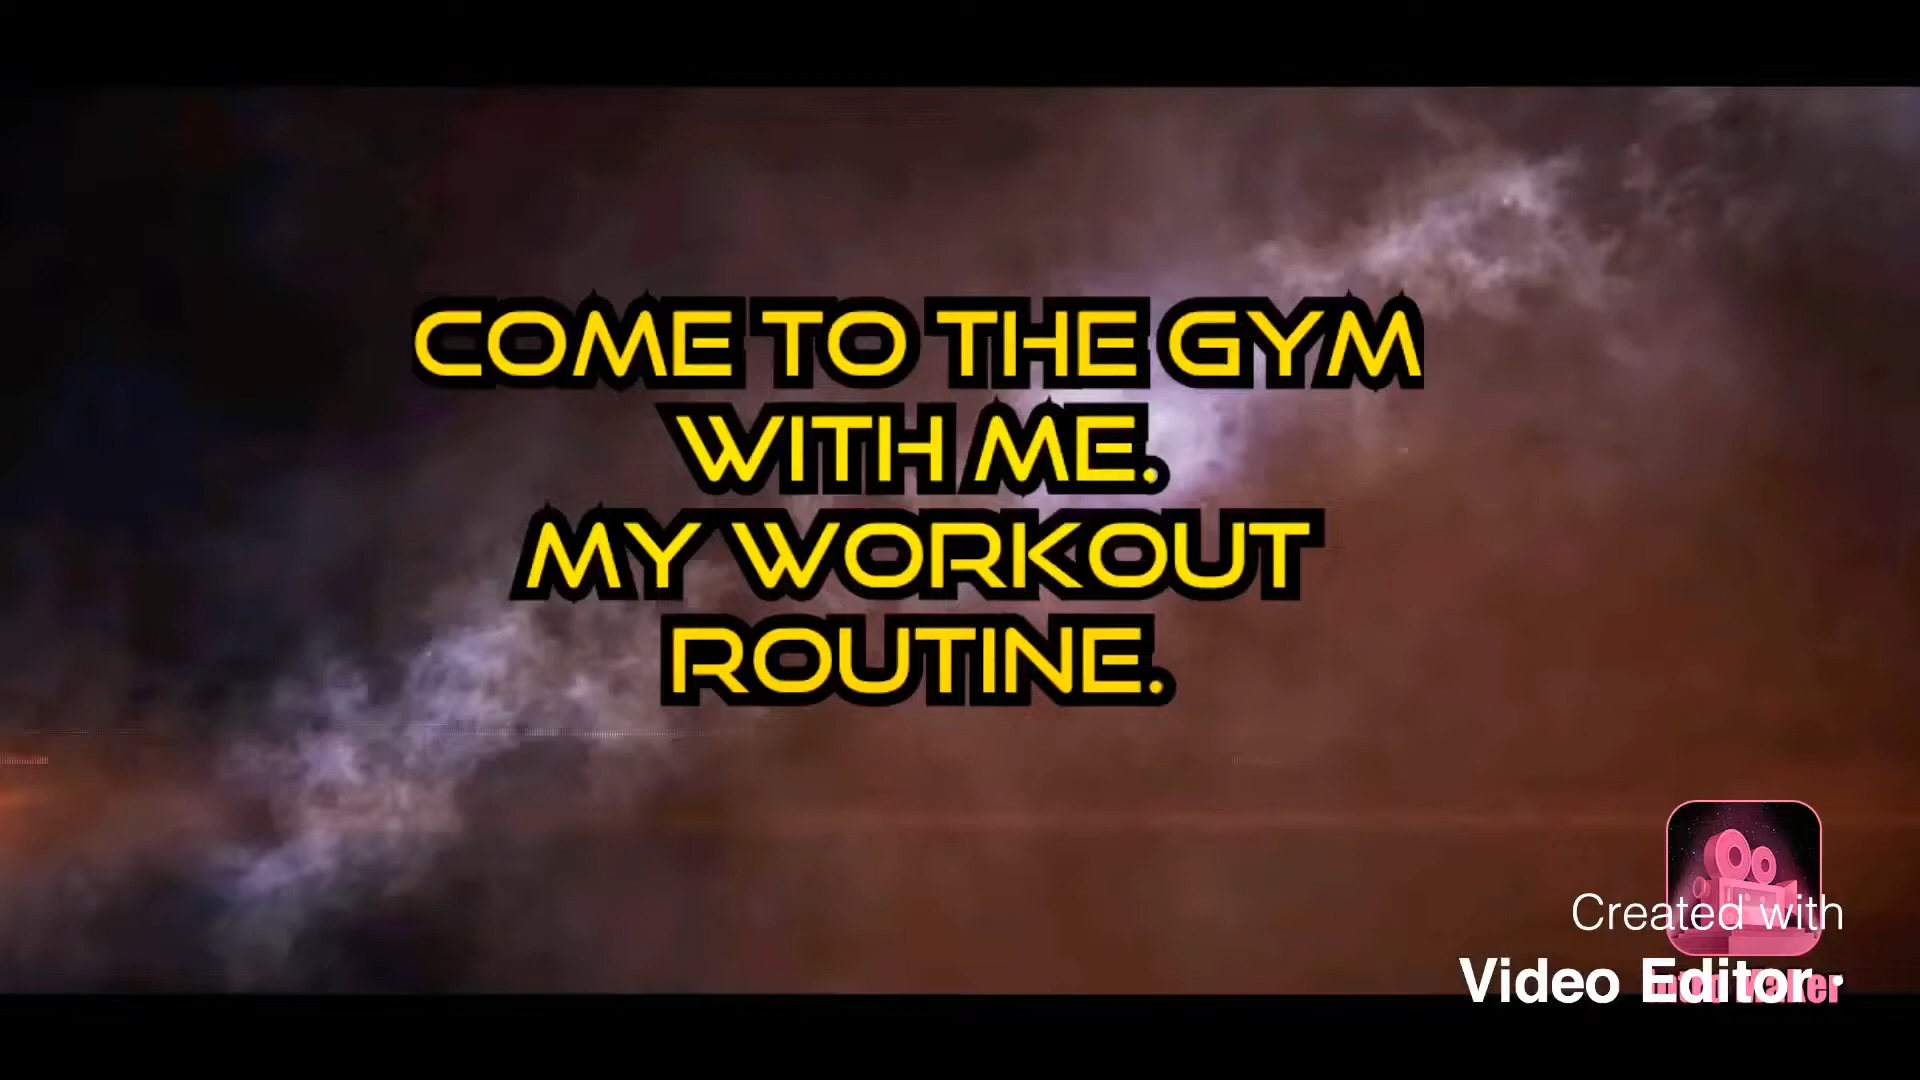 COME TO THE GYM
WITH ME.
MY WORKOUT
ROUTINE.
Created with
Video Editor